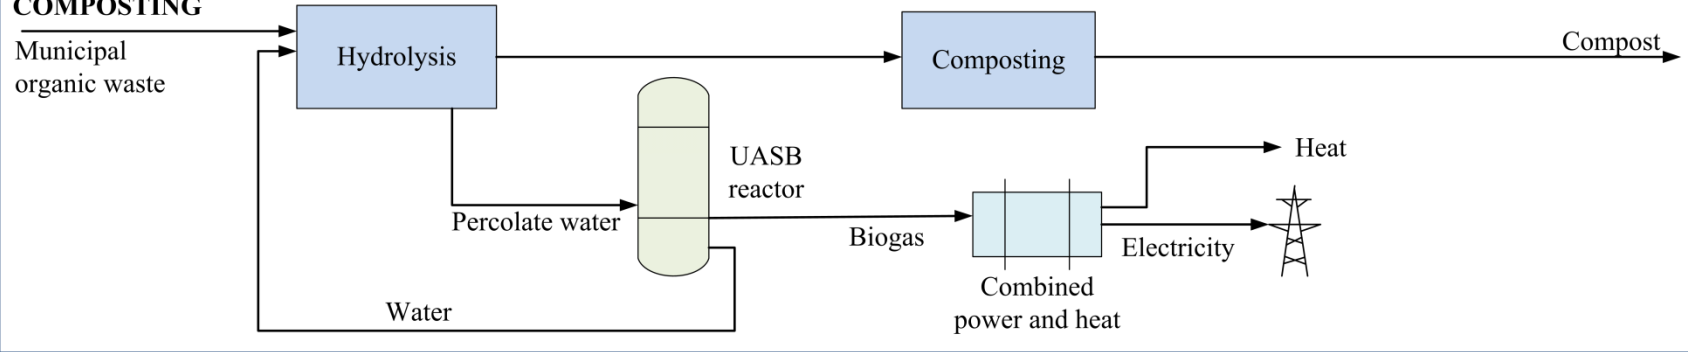 COMPOSTING
Municipal
organic waste
Hydrolysis
Composting
Compost
UASB
reactor
Heat
Percolate water
Biogas
Electricity
Combined
power and heat
Water